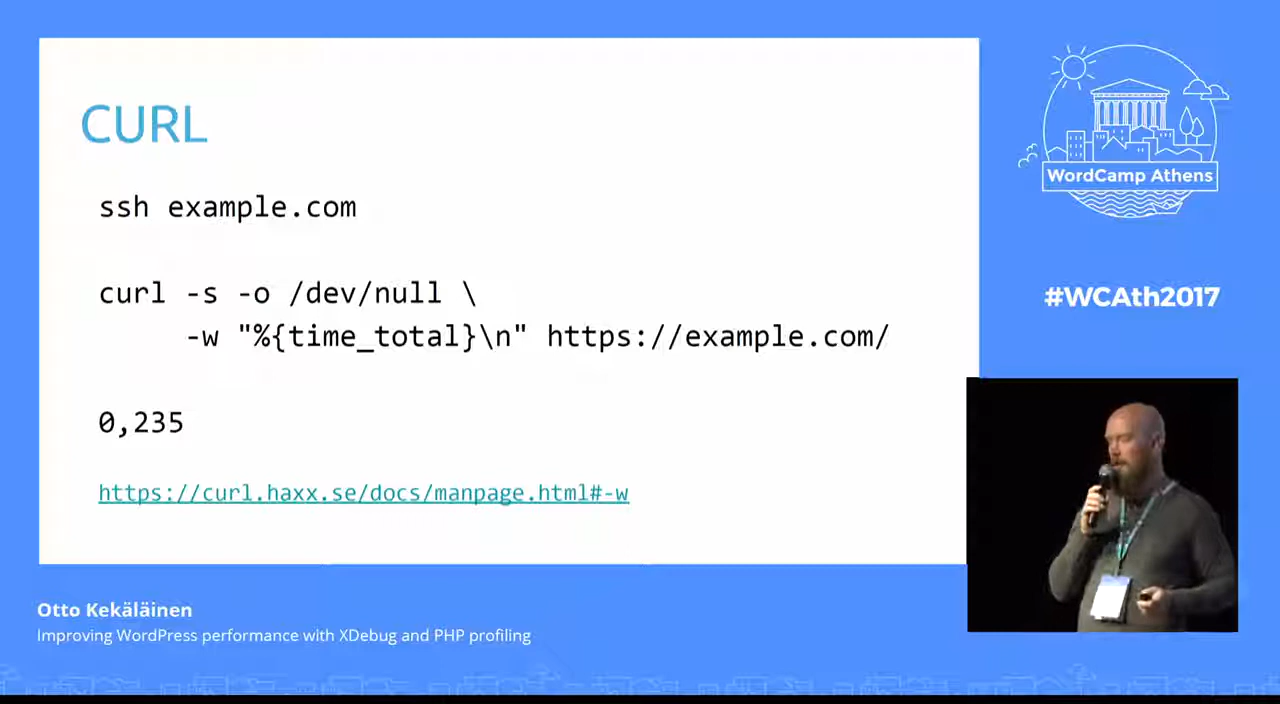 CURL
ssh example.com
curl -s -o /dev/null \
-w "%{time_total}\n" https://example.com/
0,235
https://curl.haxx.se/docs/manpage.html#-w
WordCamp Athens
#WCAth2017
Otto Kekäläinen
Improving WordPress performance with XDebug and PHP profiling